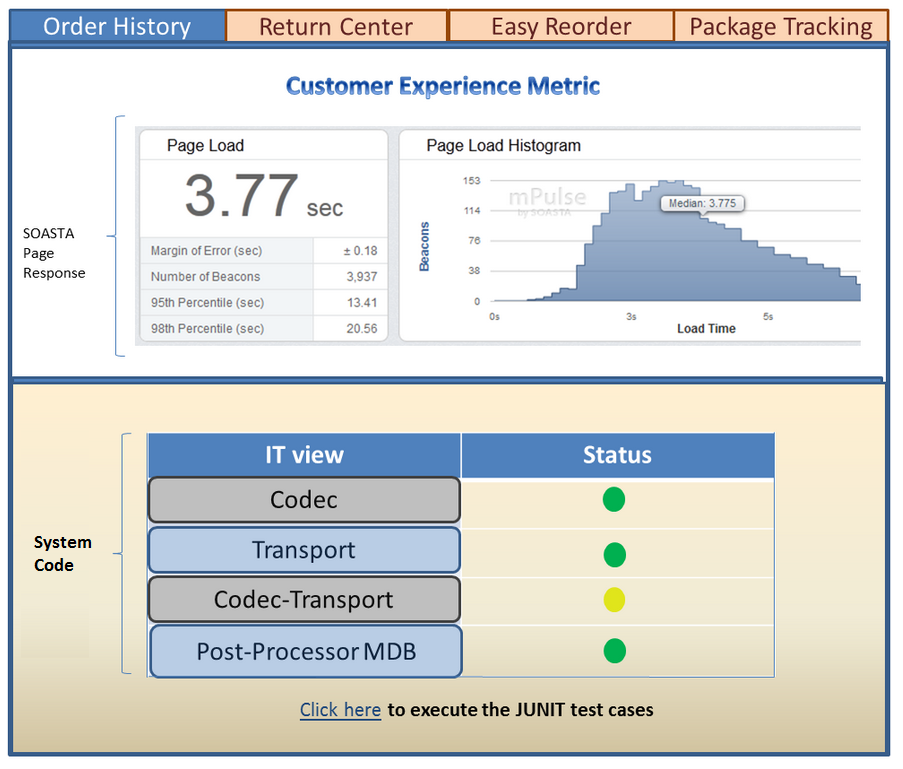 Order History
Return Center
Easy Reorder
Package Tracking
Customer Experience Metric
SOASTA
Page
Response
Page Load
3.77 sec
Margin of Error (sec) ± 0.18
Number of Beacons 3,937
95th Percentile (sec) 13.41
98th Percentile (sec) 20.56
Page Load Histogram
mPulse
by SOASTA
Median: 3.775
Beacons
153
114
76
38
0
0s 3s 5s
Load Time
System
Code
IT view Status
Codec
Transport
Codec-Transport
Post-Processor MDB
Click here to execute the JUNIT test cases